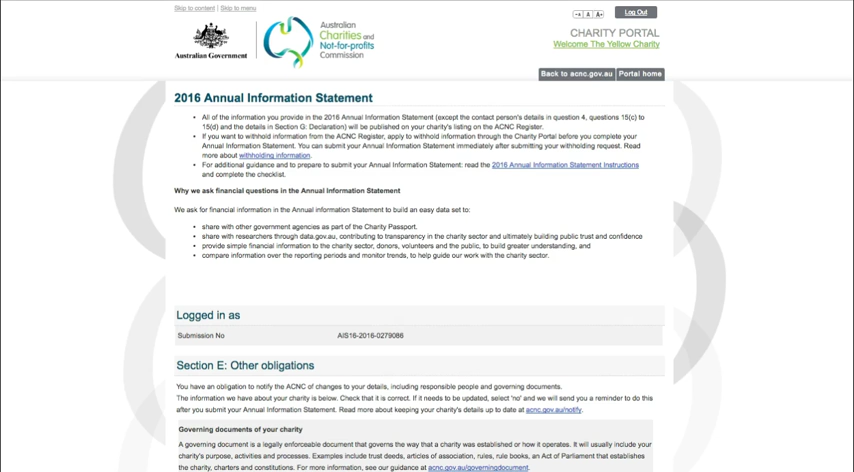 Skip to content | Skip to menu
-A A A+
Log Out
Australian Government
Australian
Charities and
Not-for-profits
Commission
CHARITY PORTAL
Welcome The Yellow Charity
Back to acnc.gov.au Portal home
2016 Annual Information Statement
• All of the information you provide in the 2016 Annual Information Statement (except the contact person's details in question 4, questions 15(c) to
15(d) and the details in Section G: Declaration) will be published on your charity's listing on the ACNC Register.
• If you want to withhold information from the ACNC Register, apply to withhold information through the Charity Portal before you complete your
Annual Information Statement. You can submit your Annual Information Statement immediately after submitting your withholding request. Read
more about withholding information.
• For additional guidance and to prepare to submit your Annual Information Statement: read the 2016 Annual Information Statement Instructions
and complete the checklist.
Why we ask financial questions in the Annual Information Statement
We ask for financial information in the Annual information Statement to build an easy data set to:
• share with other government agencies as part of the Charity Passport.
• share with researchers through data.gov.au, contributing to transparency in the charity sector and ultimately building public trust and confidence
• provide simple financial information to the charity sector, donors, volunteers and the public, to build greater understanding, and
• compare information over the reporting periods and monitor trends, to help guide our work with the charity sector.
Logged in as
Submission No AIS16-2016-0279086
Section E: Other obligations
You have an obligation to notify the ACNC of changes to your details, including responsible people and governing documents.
The information we have about your charity is below. Check that it is correct. If it needs to be updated, select 'no' and we will send you a reminder to do this
after you submit your Annual Information Statement. Read more about keeping your charity's details up to date at acnc.gov.au/notify.
Governing documents of your charity
A governing document is a legally enforceable document that governs the way that a charity was established or how it operates. It will usually include your
charity's purpose, activities and processes. Examples include trust deeds, articles of association, rules, rule books, an Act of Parliament that establishes
the charity, charters and constitutions. For more information, see our guidance at acnc.gov.au/governingdocument.